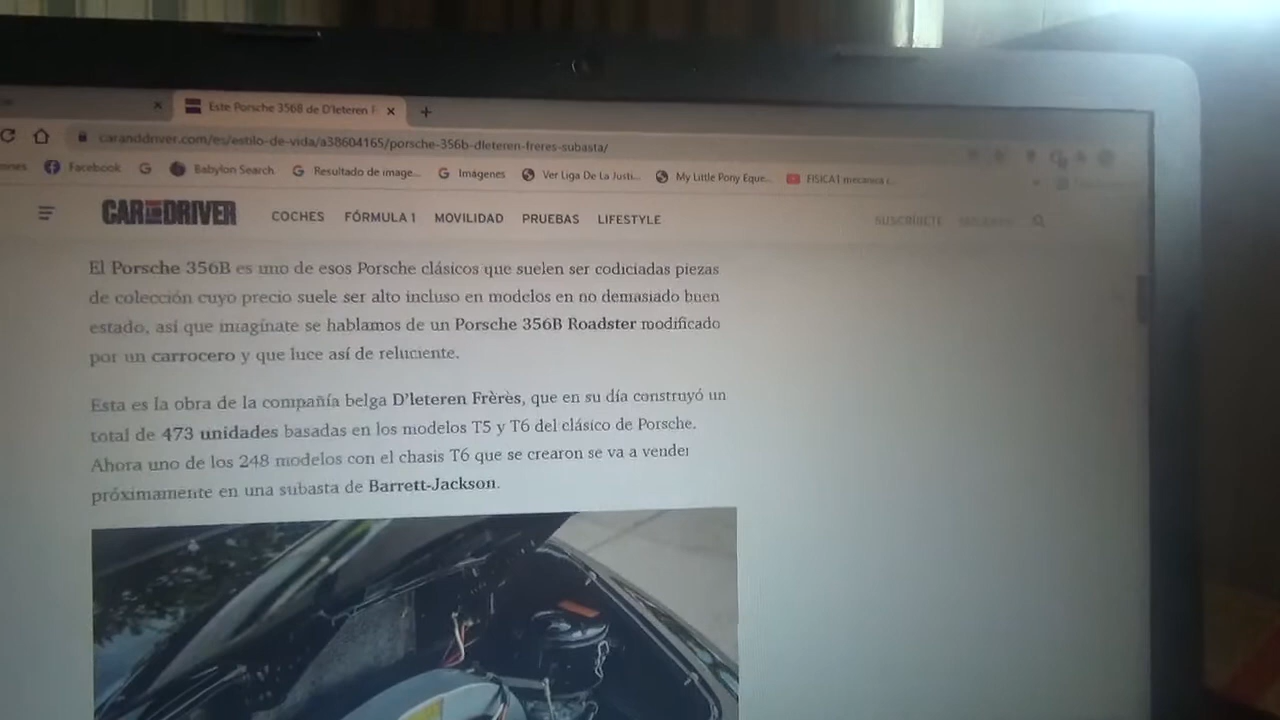 Este Porsche 356B de D'Ieteren F
caranddriver.com/es/estilo-de-vida/a38604165/porsche-356b-dieteren-freres-subasta/
Facebook G Babylon Search Resultado de image... Imágenes Ver Liga De La Justi... My Little Pony Eque... FISICA I mecanica
CAR AND DRIVER COCHES FÓRMULA 1 MOVILIDAD PRUEBAS LIFESTYLE SUSCRÍBETE
El Porsche 356B es uno de esos Porsche clásicos que suelen ser codiciadas piezas
de colección cuyo precio suele ser alto incluso en modelos en no demasiado buen
estado, así que imagínate se hablamos de un Porsche 356B Roadster modificado
por un carrocero y que luce así de reluciente.
Esta es la obra de la compañía belga D'Ieteren Frèrès, que en su día construyó un
total de 473 unidades basadas en los modelos T5 y T6 del clásico de Porsche.
Ahora uno de los 248 modelos con el chasis T6 que se crearon se va a vender
próximamente en una subasta de Barrett-Jackson.